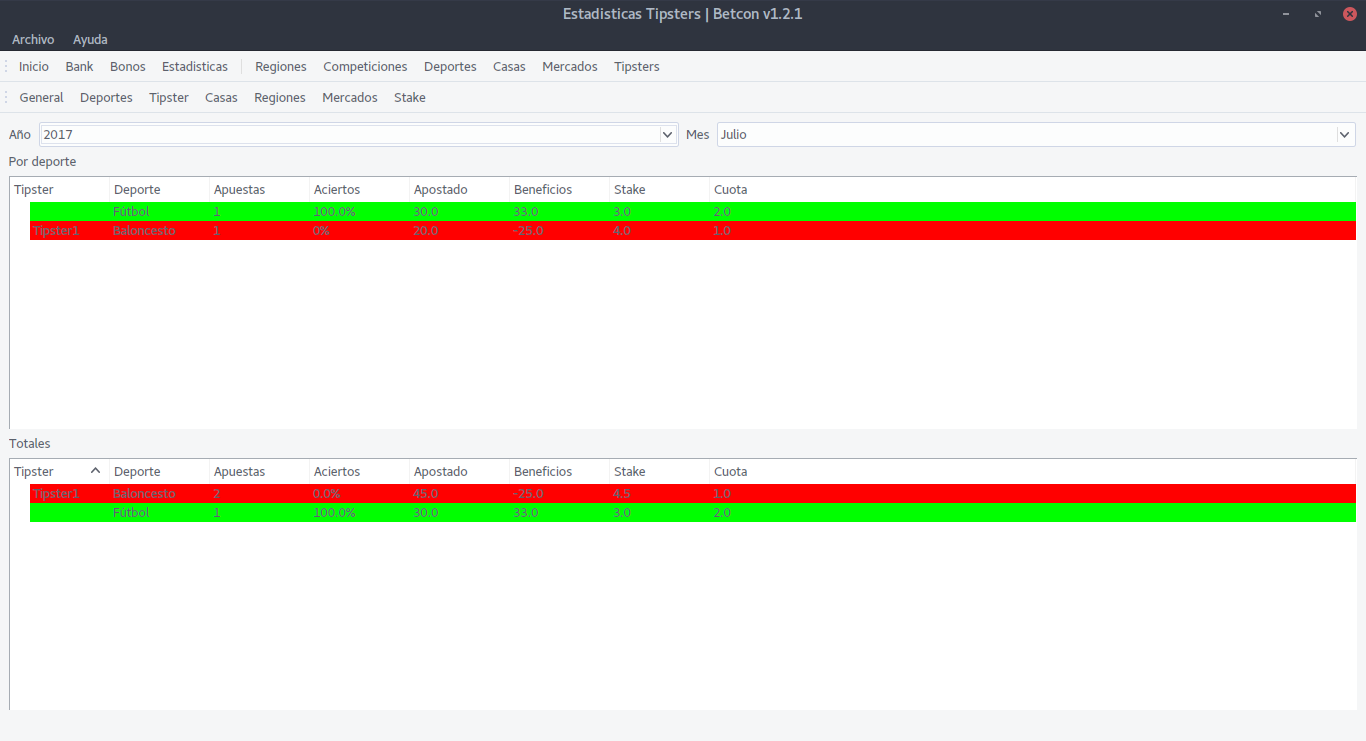 Estadisticas Tipsters | Betcon v1.2.1
Archivo Ayuda
Inicio Bank Bonos Estadisticas Regiones Competiciones Deportes Casas Mercados Tipsters
General Deportes Tipster Casas Regiones Mercados Stake
Año 2017 Mes Julio
Por deporte
Tipster Deporte Apuestas Aciertos Apostado Beneficios Stake Cuota
Fútbol 1 100.0% 30.0 33.0 3.0 2.0
Tipster1 Baloncesto 1 0% 20.0 -25.0 4.0 1.0
Totales
Tipster Deporte Apuestas Aciertos Apostado Beneficios Stake Cuota
Tipster1 Baloncesto 2 0.0% 45.0 -25.0 4.5 1.0
Fútbol 1 100.0% 30.0 33.0 3.0 2.0